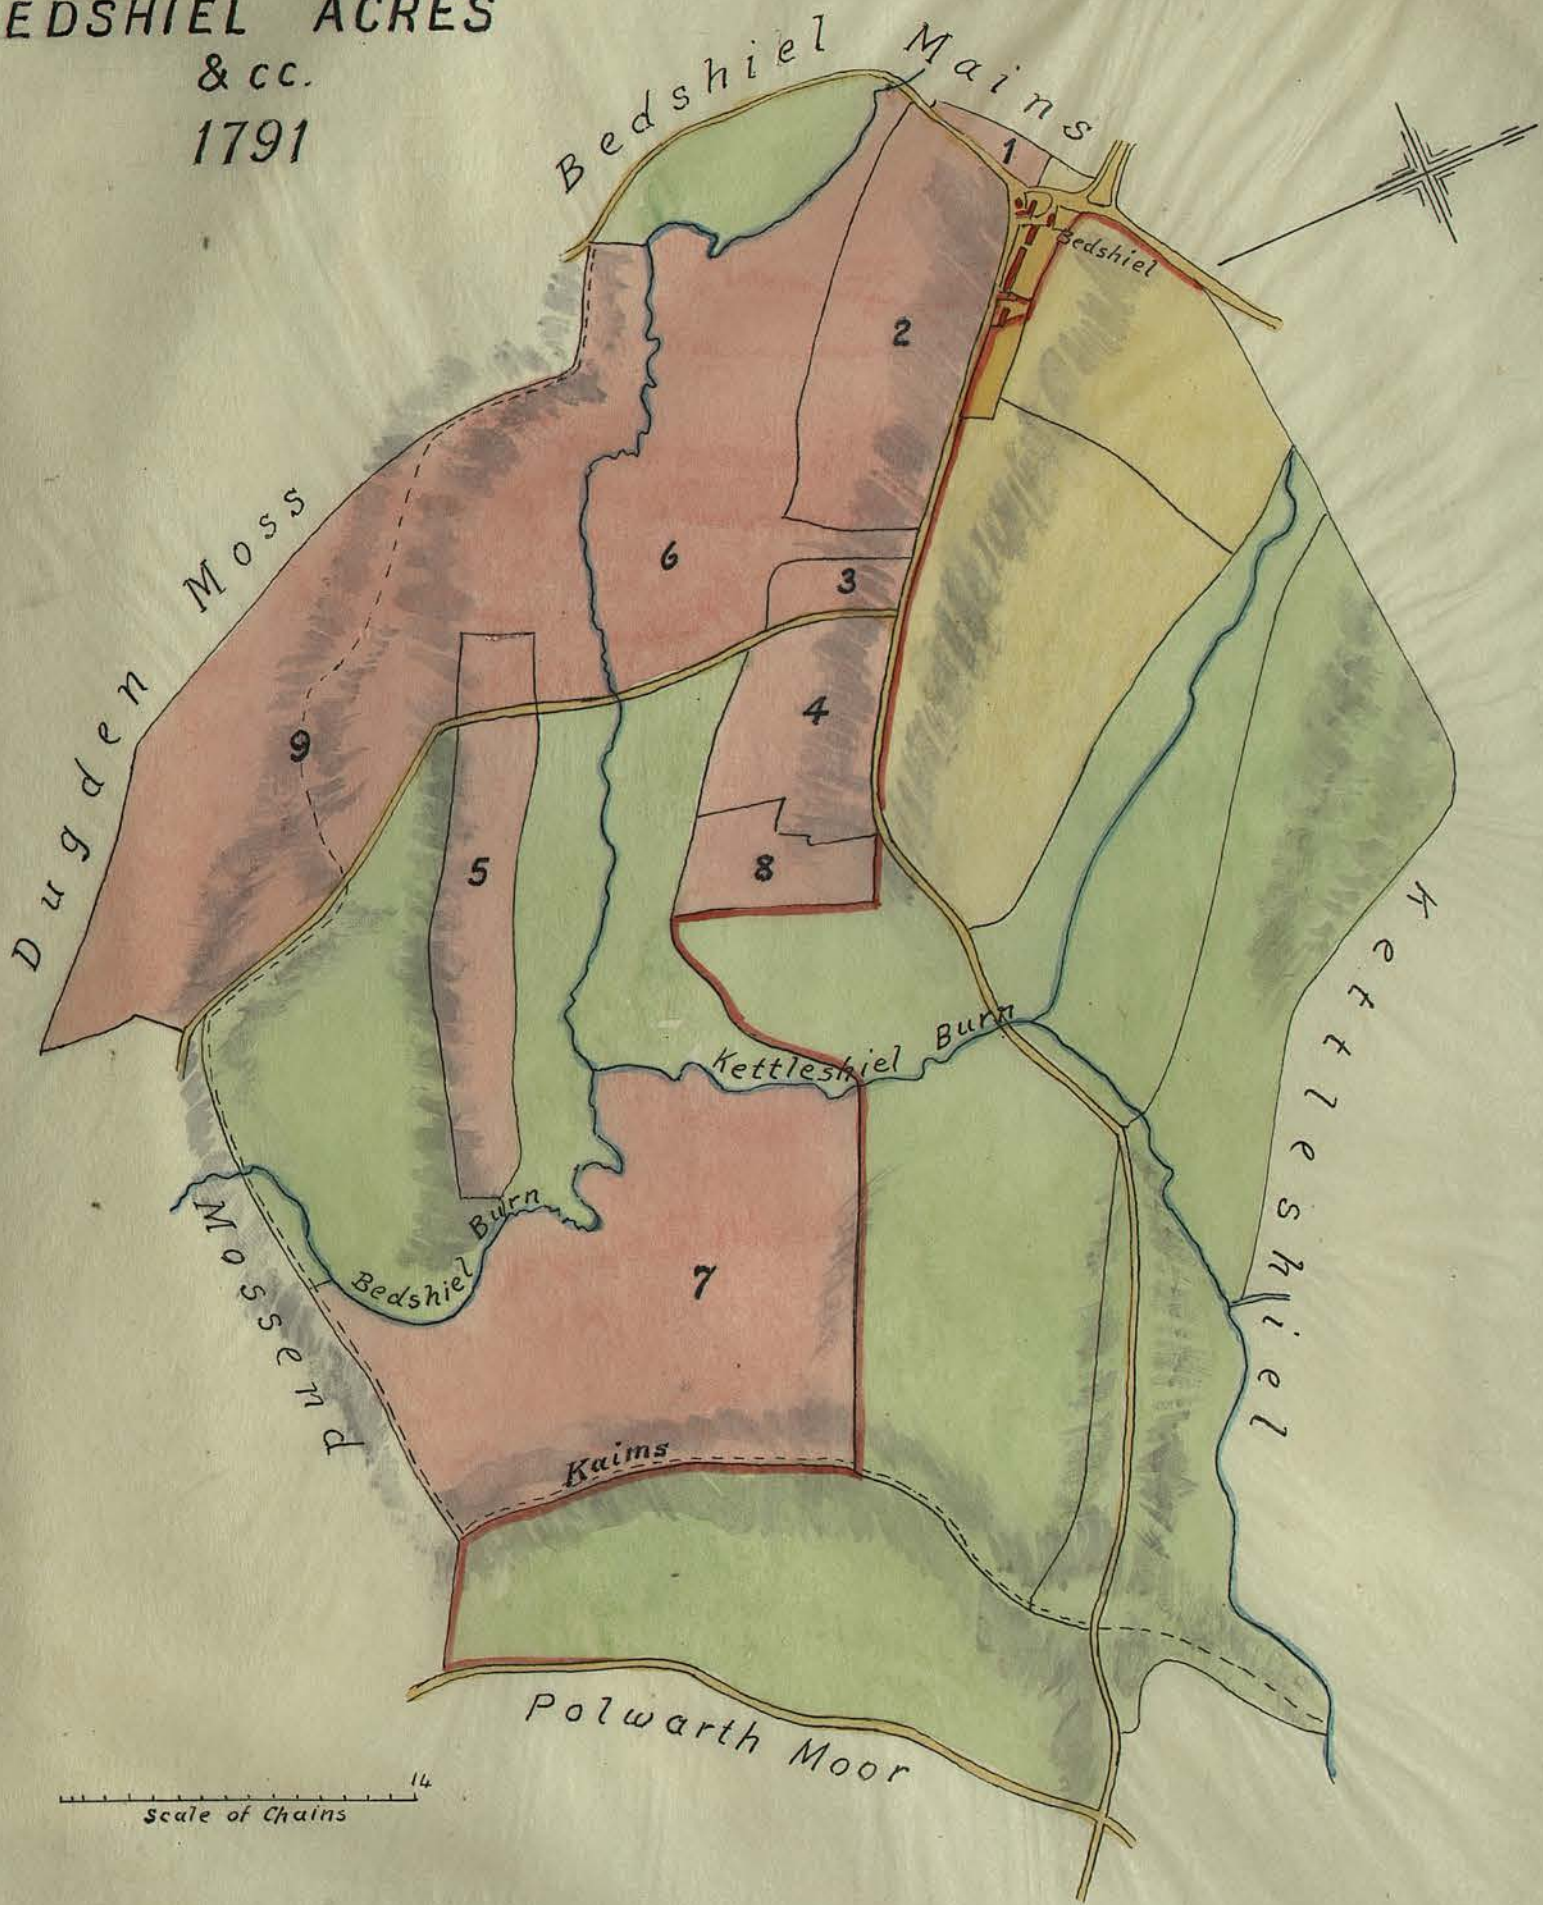 EDSHIEL ACRES
& cc.
1791
Bedshiel Mains
1
Bedshiel
2
Dugden Moss
6
3
4
9
5
8
Kettleshiel
Kettleshiel Burn
Mossend
Bedshiel Burn
7
Kaims
Polwarth Moor
14
Scale of Chains